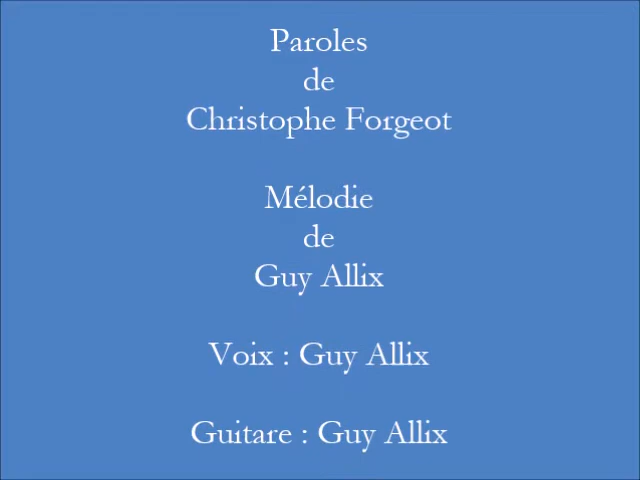 Paroles
de
Christophe Forgeot
Mélodie
de
Guy Allix
Voix : Guy Allix
Guitare : Guy Allix